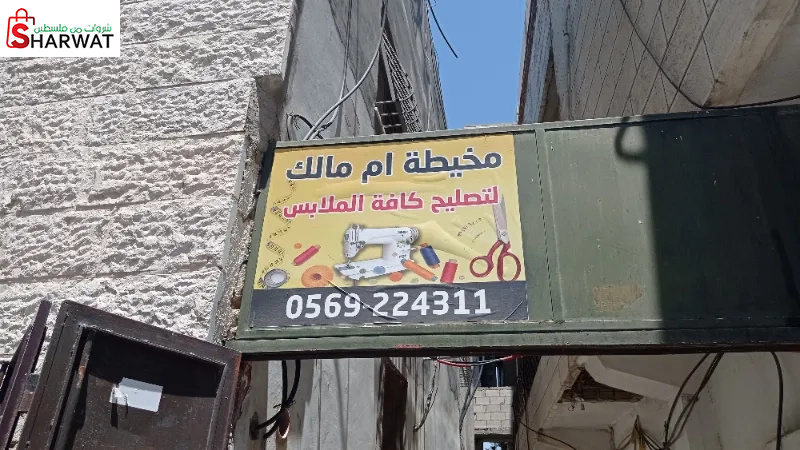 شروات من فلسطين
SHARWAT
مخيطة ام مالك
لتصليح كافة الملابس
0569 224311